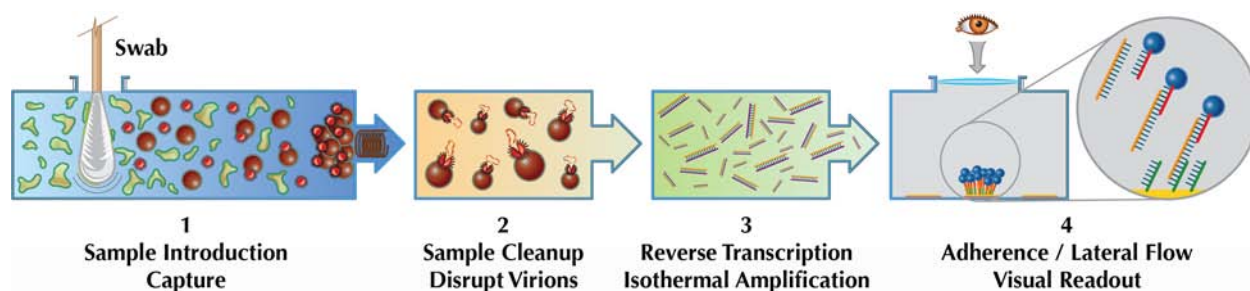 Swab
1
Sample Introduction
Capture
2
Sample Cleanup
Disrupt Virions
3
Reverse Transcription
Isothermal Amplification
4
Adherence / Lateral Flow
Visual Readout